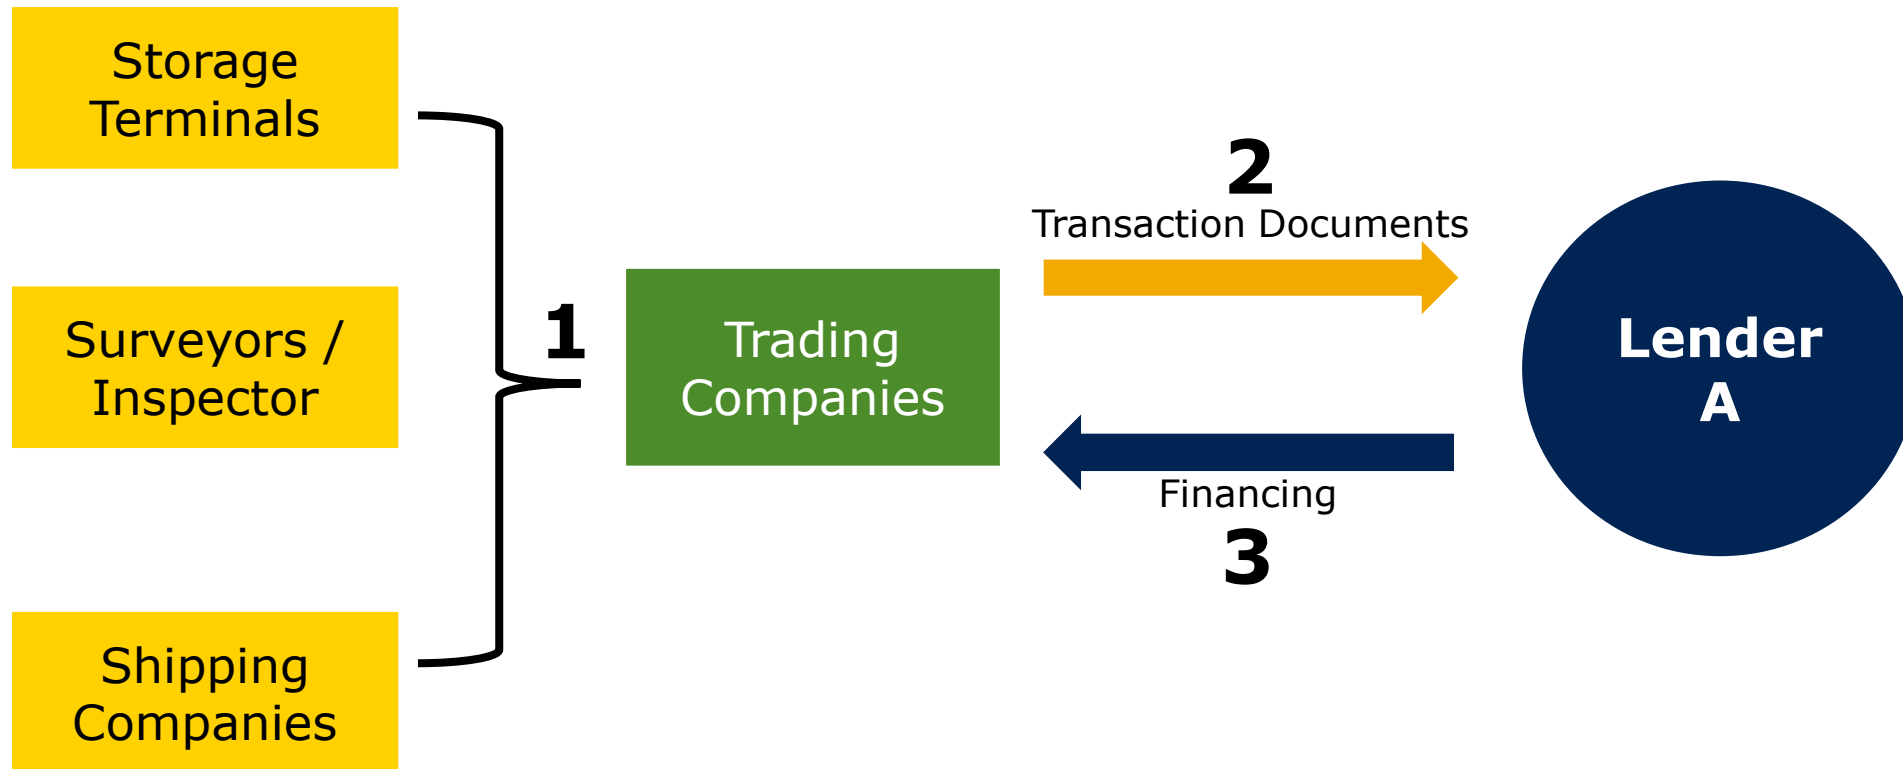 Storage
Terminals
Surveyors /
Inspector
Shipping
Companies
1
Trading
Companies
2
Transaction Documents
Financing
3
Lender
A